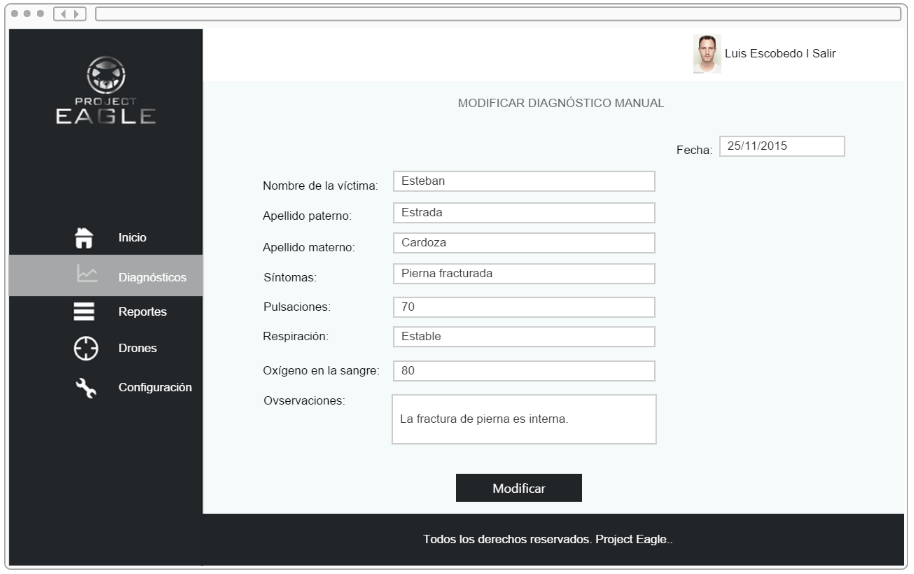 Luis Escobedo I Salir
PROJECT
EAGLE
MODIFICAR DIAGNÓSTICO MANUAL
Fecha: 25/11/2015
Nombre de la víctima: Esteban
Apellido paterno: Estrada
Apellido materno: Cardoza
Síntomas: Pierna fracturada
Pulsaciones: 70
Respiración: Estable
Oxígeno en la sangre: 80
Ovservaciones: La fractura de pierna es interna.
Modificar
Inicio
Diagnósticos
Reportes
Drones
Configuración
Todos los derechos reservados. Project Eagle..